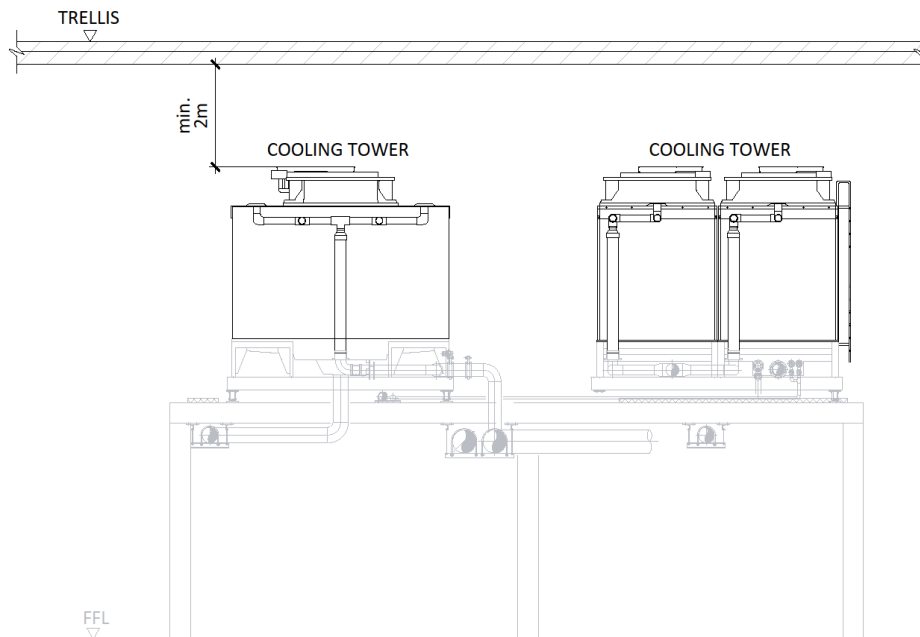 TRELLIS
min.
2m
COOLING TOWER
COOLING TOWER
FFL